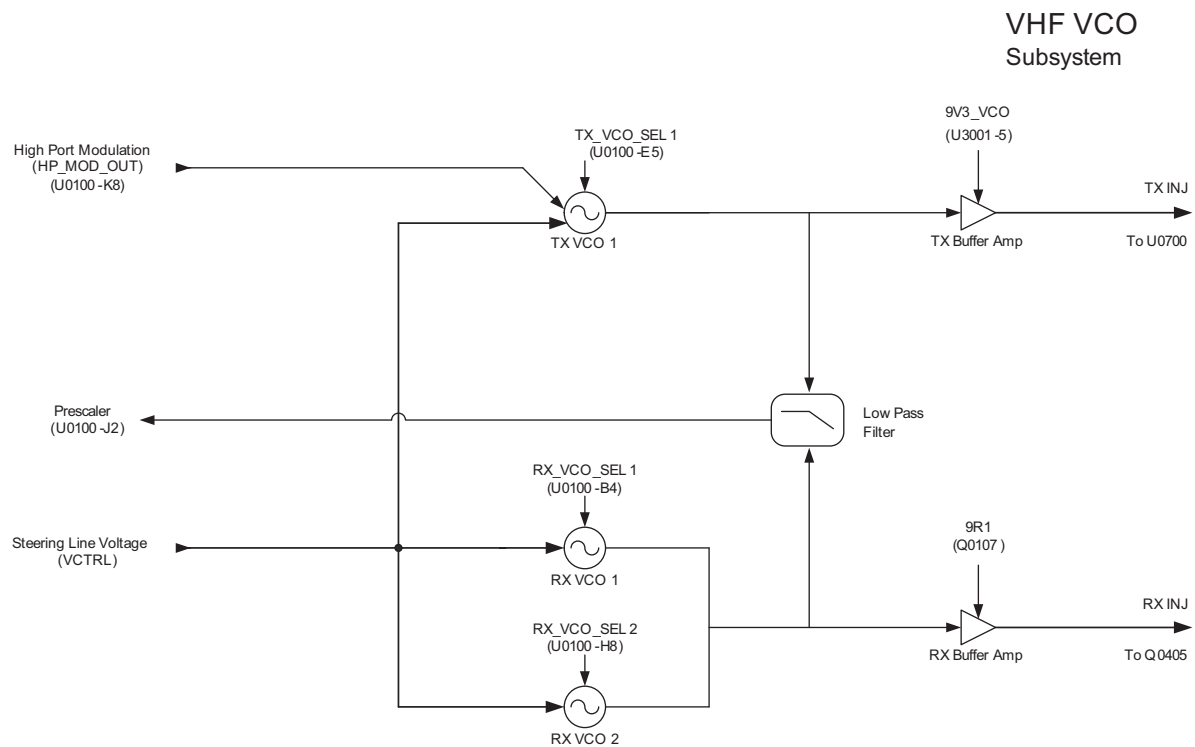 VHF VCO
Subsystem
9V3_VCO
(U3001-5)
TX_VCO_SEL 1
(U0100-E5)
High Port Modulation
(HP_MOD_OUT)
(U0100-K8)
TX INJ
TX VCO 1
TX Buffer Amp
To U0700
Prescaler
(U0100-J2)
Low Pass
Filter
RX_VCO_SEL 1
(U0100-B4)
Steering Line Voltage
(VCTRL)
9R1
(Q0107)
RX VCO 1
RX_VCO_SEL 2
(U0100-H8)
RX INJ
RX Buffer Amp
To Q0405
RX VCO 2